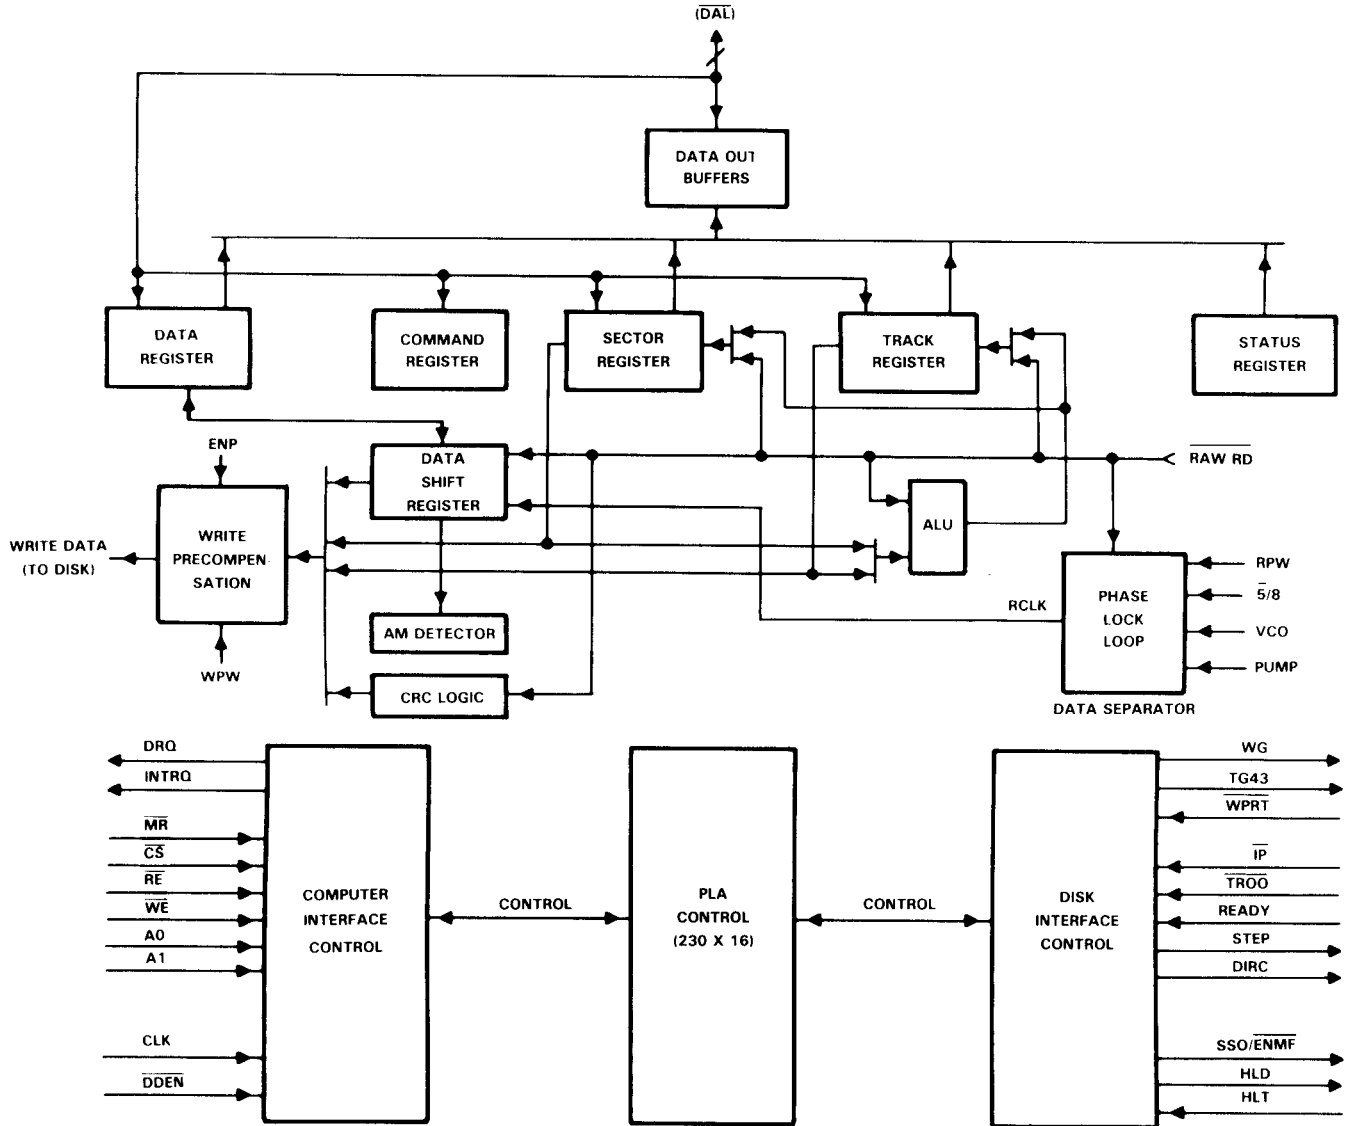 (DAL)
DATA OUT
BUFFERS
DATA
REGISTER
COMMAND
REGISTER
SECTOR
REGISTER
TRACK
REGISTER
STATUS
REGISTER
ENP
DATA
SHIFT
REGISTER
RAW RD
ALU
WRITE DATA
(TO DISK)
WRITE
PRECOMPEN-
SATION
WPW
AM DETECTOR
CRC LOGIC
RCLK
PHASE
LOCK
LOOP
RPW
5/8
VCO
PUMP
DATA SEPARATOR
DRQ
INTRQ
MR
CS
RE
WE
A0
A1
CLK
DDEN
COMPUTER
INTERFACE
CONTROL
CONTROL
PLA
CONTROL
(230 X 16)
CONTROL
DISK
INTERFACE
CONTROL
WG
TG43
WPRT
IP
TROO
READY
STEP
DIRC
SSO/ENMF
HLD
HLT